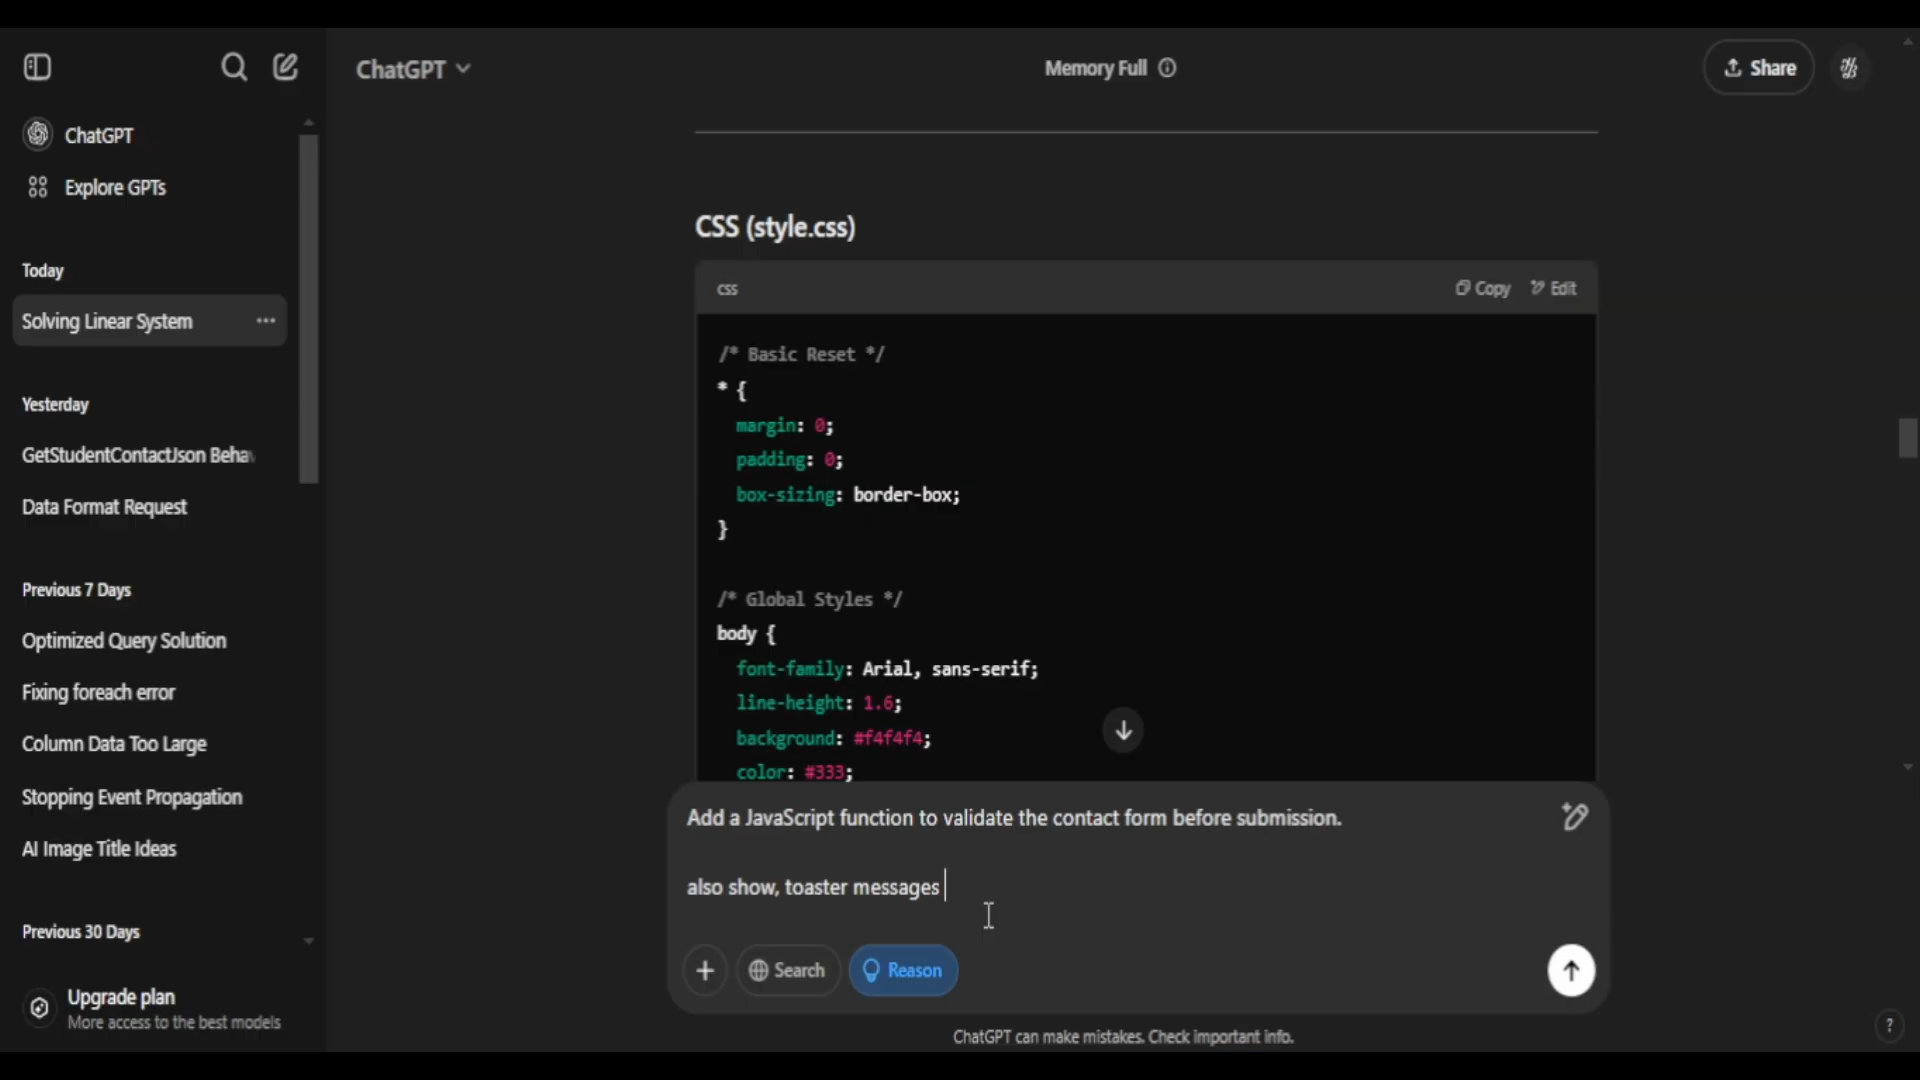 ChatGPT
Memory Full
Share
ChatGPT
Explore GPTs
Today
Solving Linear System
Yesterday
GetStudentContactJson Behav
Data Format Request
Previous 7 Days
Optimized Query Solution
Fixing foreach error
Column Data Too Large
Stopping Event Propagation
AI Image Title Ideas
Previous 30 Days
Upgrade plan
More access to the best models
CSS (style.css)
css
Copy
Edit
/* Basic Reset */
* {
margin: 0;
padding: 0;
box-sizing: border-box;
}
/* Global Styles */
body {
font-family: Arial, sans-serif;
line-height: 1.6;
background: #f4f4f4;
color: #333;
Add a JavaScript function to validate the contact form before submission.
also show, toaster messages
Search
Reason
ChatGPT can make mistakes. Check important info.
?